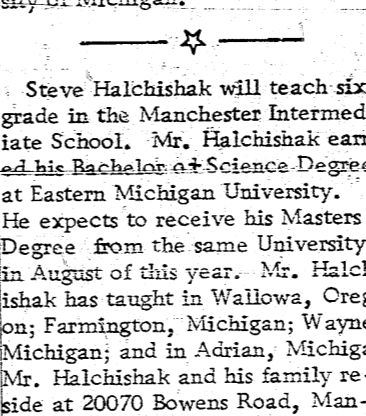 sity of Michigan.
Steve Halchishak will teach six
grade in the Manchester Intermed
iate School. Mr. Halchishak earn
ed his Bachelor of Science Degree
at Eastern Michigan University.
He expects to receive his Masters
Degree from the same University
in August of this year. Mr. Halch
ishak has taught in Wallowa, Oreg
on; Farmington, Michigan; Wayne
Michigan; and in Adrian, Michiga
Mr. Halchishak and his family re-
side at 20070 Bowens Road, Man-